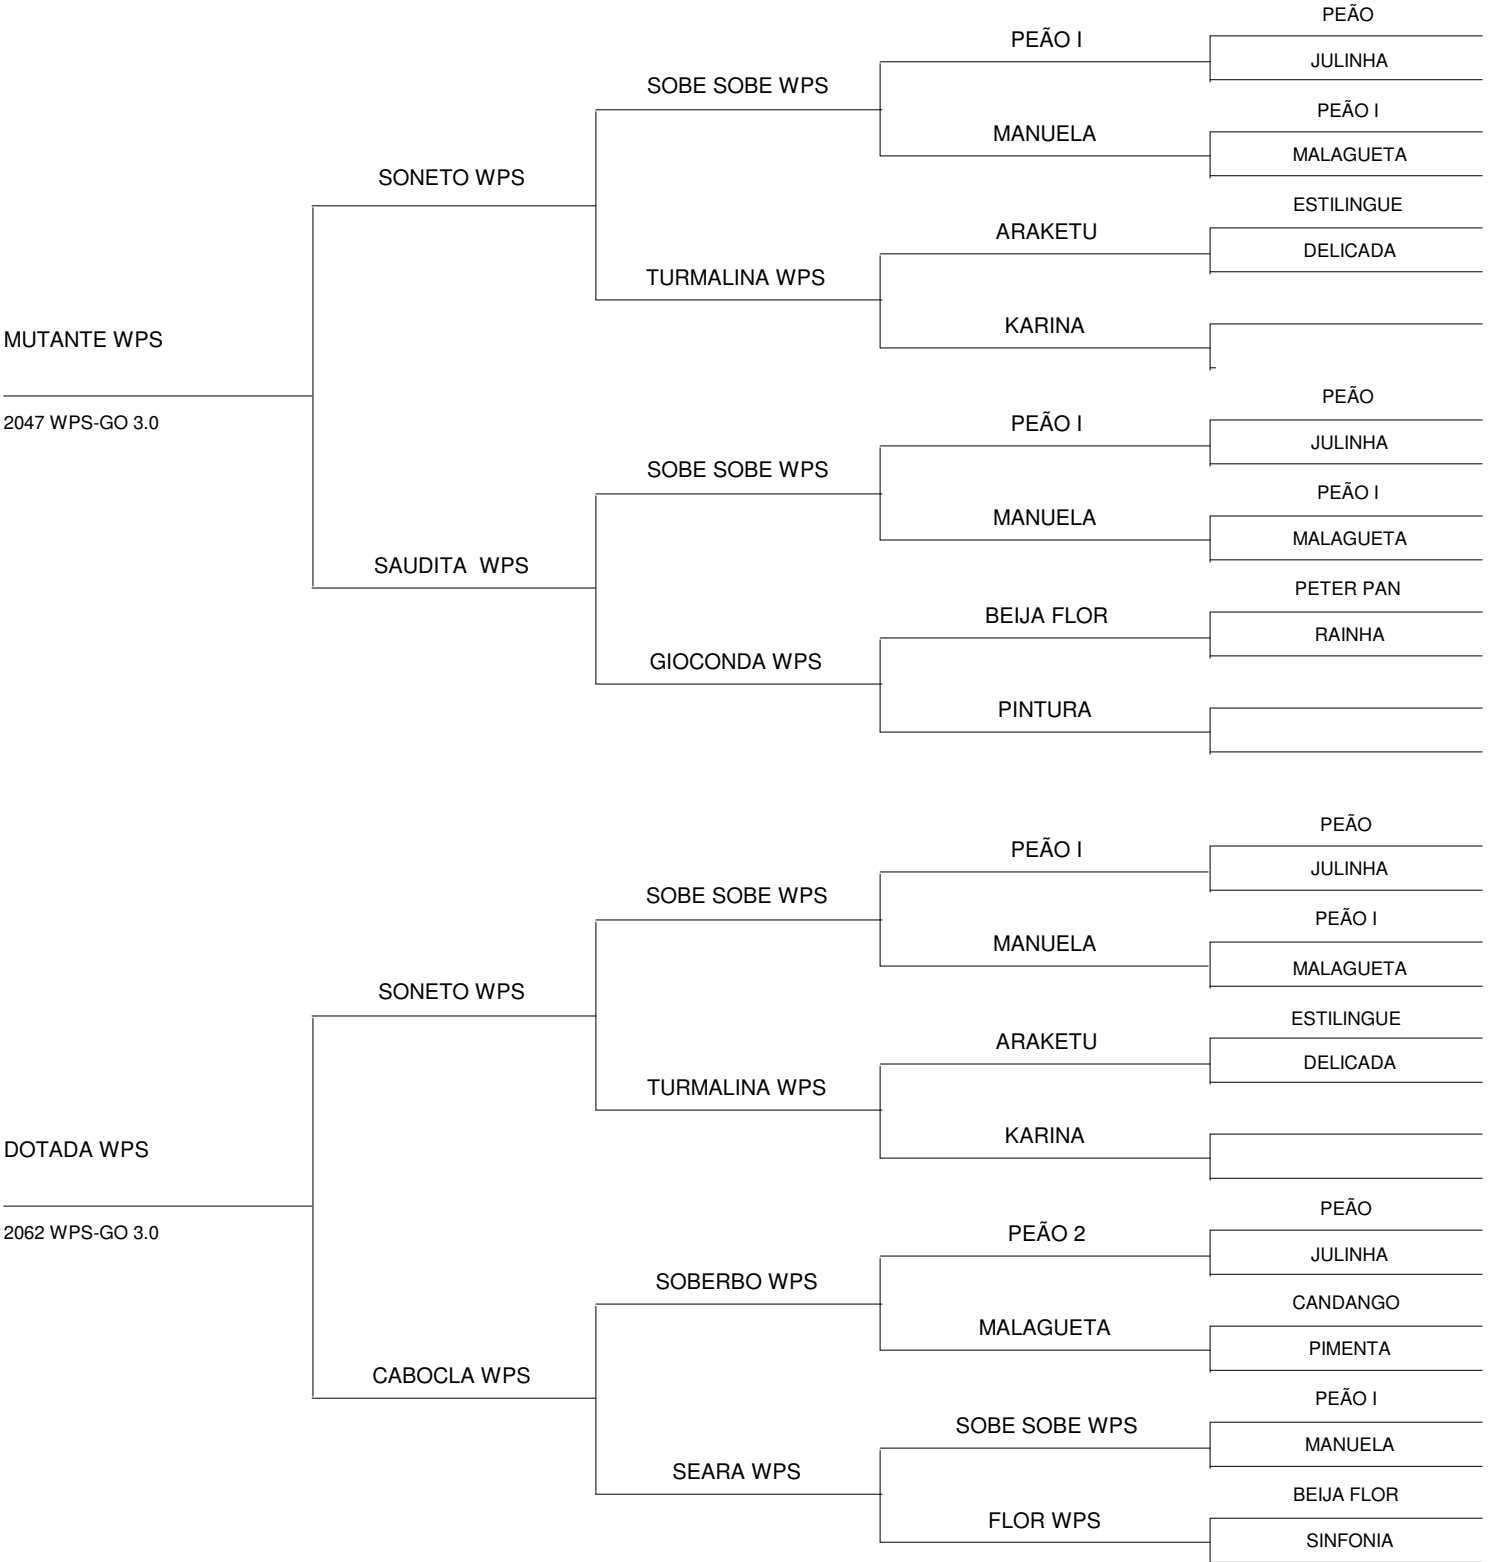 PEÃO
PEÃO I
JULINHA
SOBE SOBE WPS
PEÃO I
MANUELA
MALAGUETA
SONETO WPS
ESTILINGUE
ARAKETU
DELICADA
TURMALINA WPS
KARINA
MUTANTE WPS
PEÃO
2047 WPS-GO 3.0
PEÃO I
JULINHA
SOBE SOBE WPS
PEÃO I
MANUELA
MALAGUETA
SAUDITA  WPS
PETER PAN
BEIJA FLOR
RAINHA
GIOCONDA WPS
PINTURA
PEÃO
PEÃO I
JULINHA
SOBE SOBE WPS
PEÃO I
MANUELA
MALAGUETA
SONETO WPS
ESTILINGUE
ARAKETU
DELICADA
TURMALINA WPS
KARINA
DOTADA WPS
PEÃO
2062 WPS-GO 3.0
PEÃO 2
JULINHA
SOBERBO WPS
CANDANGO
MALAGUETA
PIMENTA
CABOCLA WPS
PEÃO I
SOBE SOBE WPS
MANUELA
SEARA WPS
BEIJA FLOR
FLOR WPS
SINFONIA